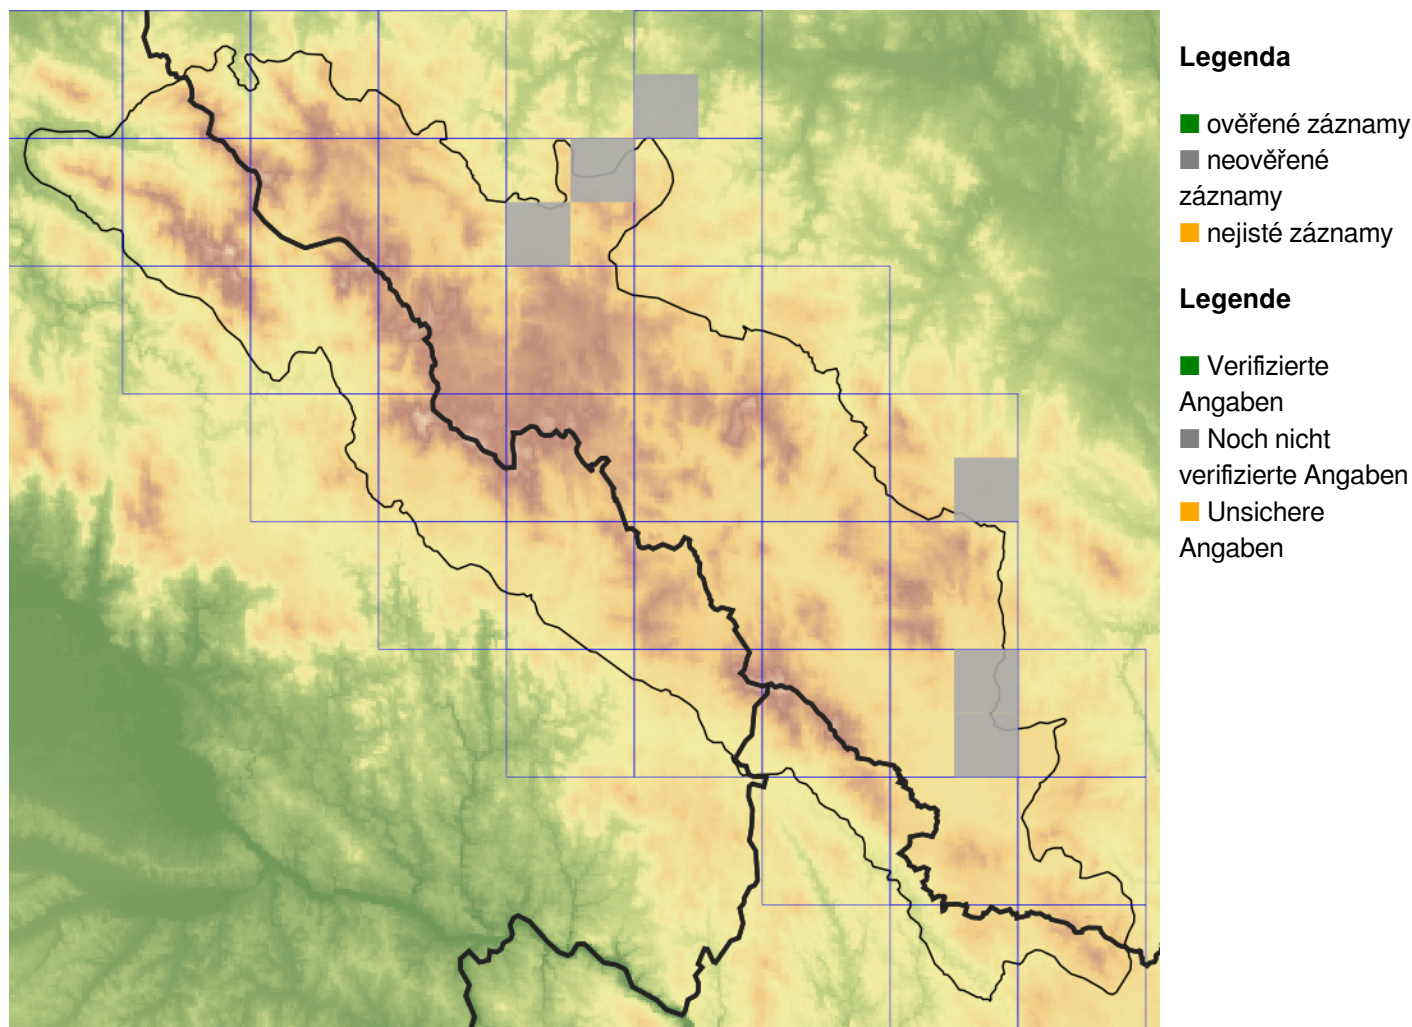 Legenda
ověřené záznamy
neověřené
záznamy
nejisté záznamy
Legende
Verifizierte
Angaben
Noch nicht
verifizierte Angaben
Unsichere
Angaben